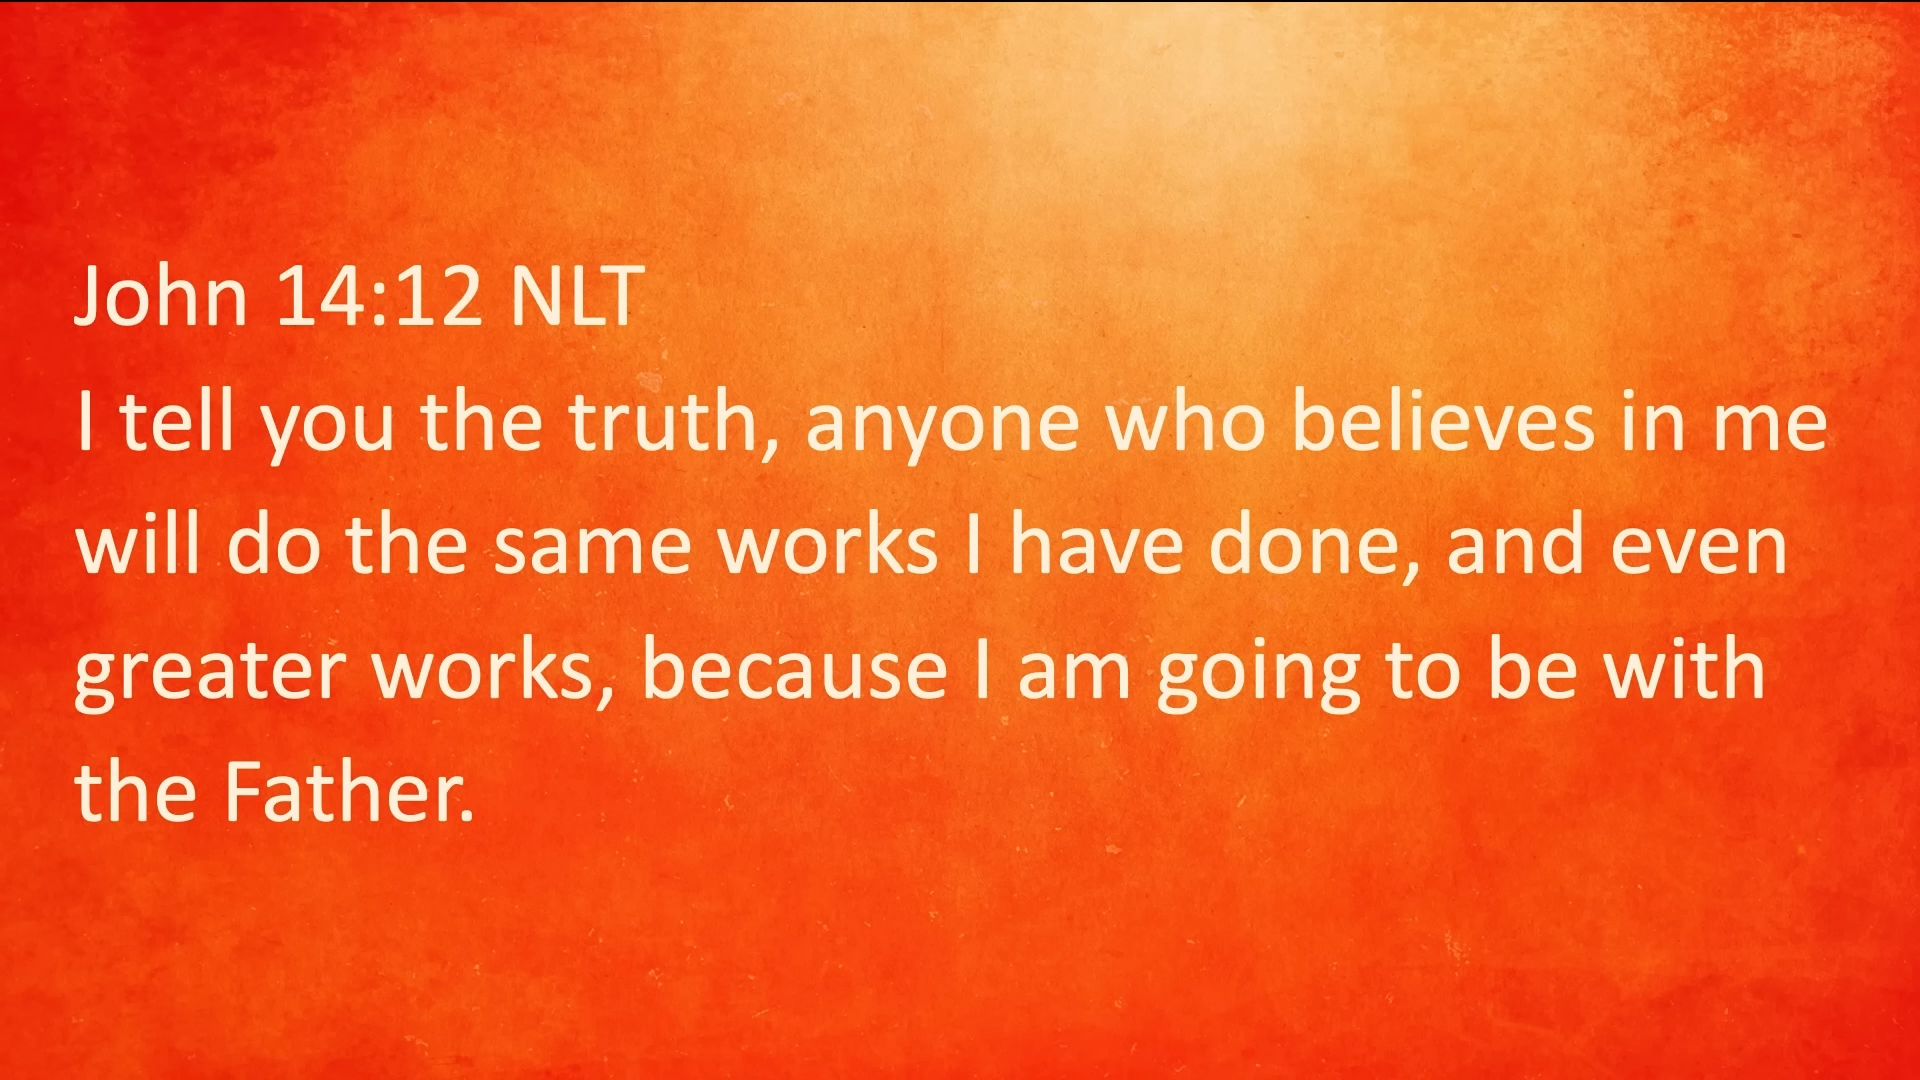 John 14:12 NLT
I tell you the truth, anyone who believes in me
will do the same works I have done, and even
greater works, because I am going to be with
the Father.